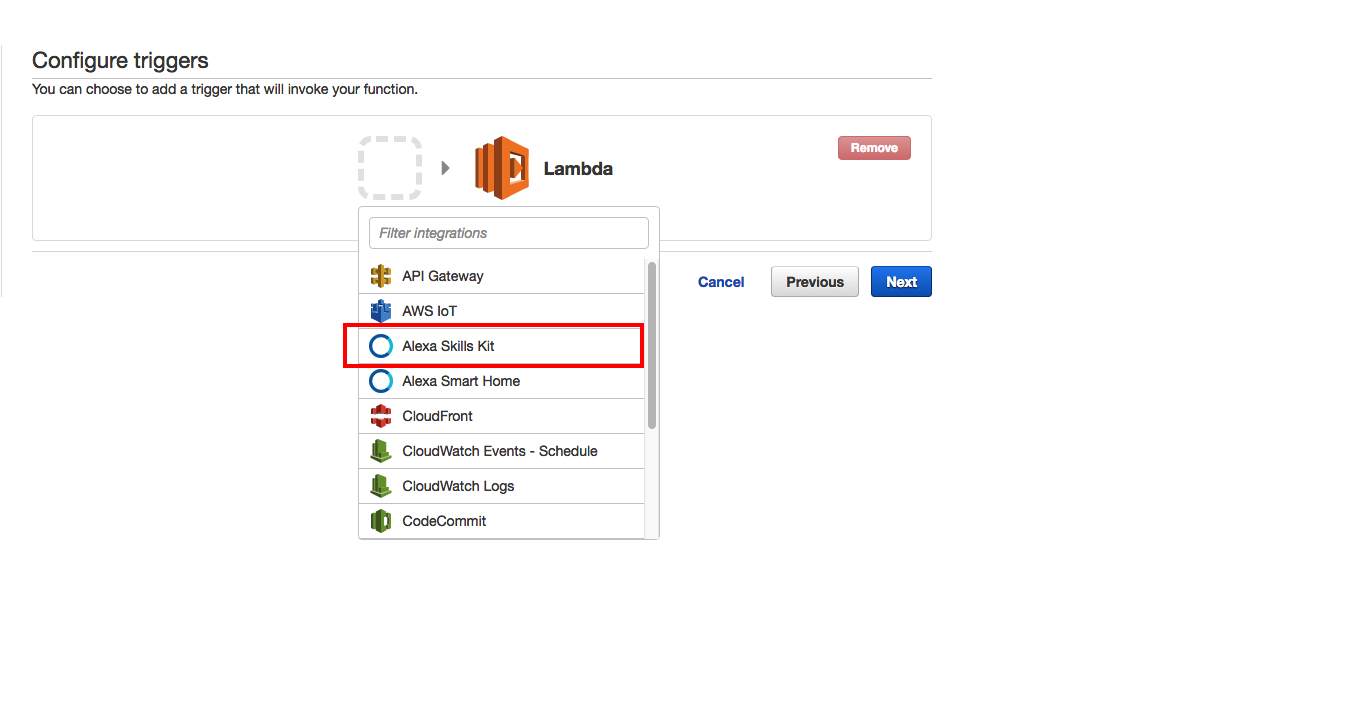 Configure triggers
You can choose to add a trigger that will invoke your function.
Remove
Lambda
Filter integrations
API Gateway
Cancel
Previous
Next
AWS IoT
Alexa Skills Kit
Alexa Smart Home
CloudFront
CloudWatch Events - Schedule
CloudWatch Logs
CodeCommit